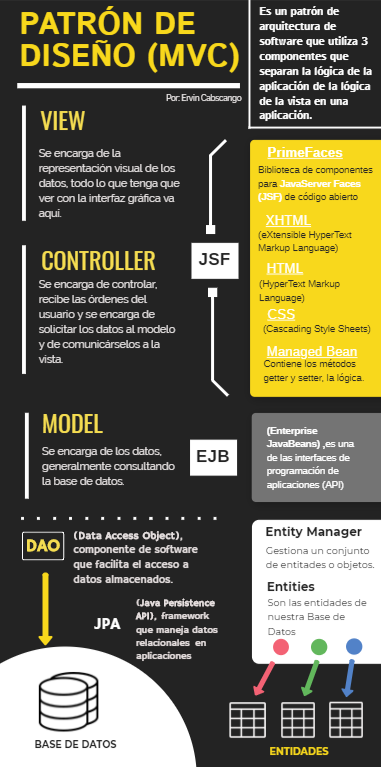 PATRÓN DE
DISEÑO (MVC)
Por: Ervin Cabscango
Es un patrón de
arquitectura de
software que utiliza 3
componentes que
separan la lógica de la
aplicación de la lógica
de la vista en una
aplicación.
VIEW
Se encarga de la
representación visual de los
datos, todo lo que tenga que
ver con la interfaz gráfica va
aquí.
CONTROLLER
Se encarga de controlar,
recibe las órdenes del
usuario y se encarga de
solicitar los datos al modelo
y de comunicárselos a la
vista.
JSF
PrimeFaces
Biblioteca de componentes
para JavaServer Faces
(JSF) de código abierto
XHTML
(eXtensible HyperText
Markup Language)
HTML
(HyperText Markup
Language)
CSS
(Cascading Style Sheets)
Managed Bean
Contiene los métodos
getter y setter, la lógica.
MODEL
Se encarga de los datos,
generalmente consultando
la base de datos.
EJB
(Enterprise
JavaBeans) ,es una
de las interfaces de
programación de
aplicaciones (API)
DAO
(Data Access Object),
componente de software
que facilita el acceso a
datos almacenados.
JPA
(Java Persistence
API), framework
que maneja datos
relacionales en
aplicaciones
BASE DE DATOS
Entity Manager
Gestiona un conjunto
de entitades o objetos.
Entities
Son las entidades de
nuestra Base de
Datos
ENTIDADES